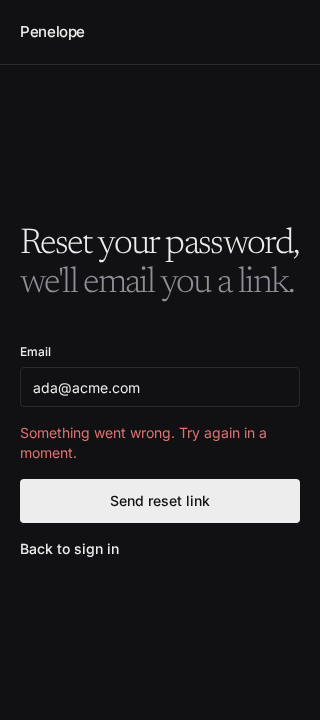 Penelope
Reset your password,
we'll email you a link.
Email
ada@acme.com
Something went wrong. Try again in a
moment.
Send reset link
Back to sign in